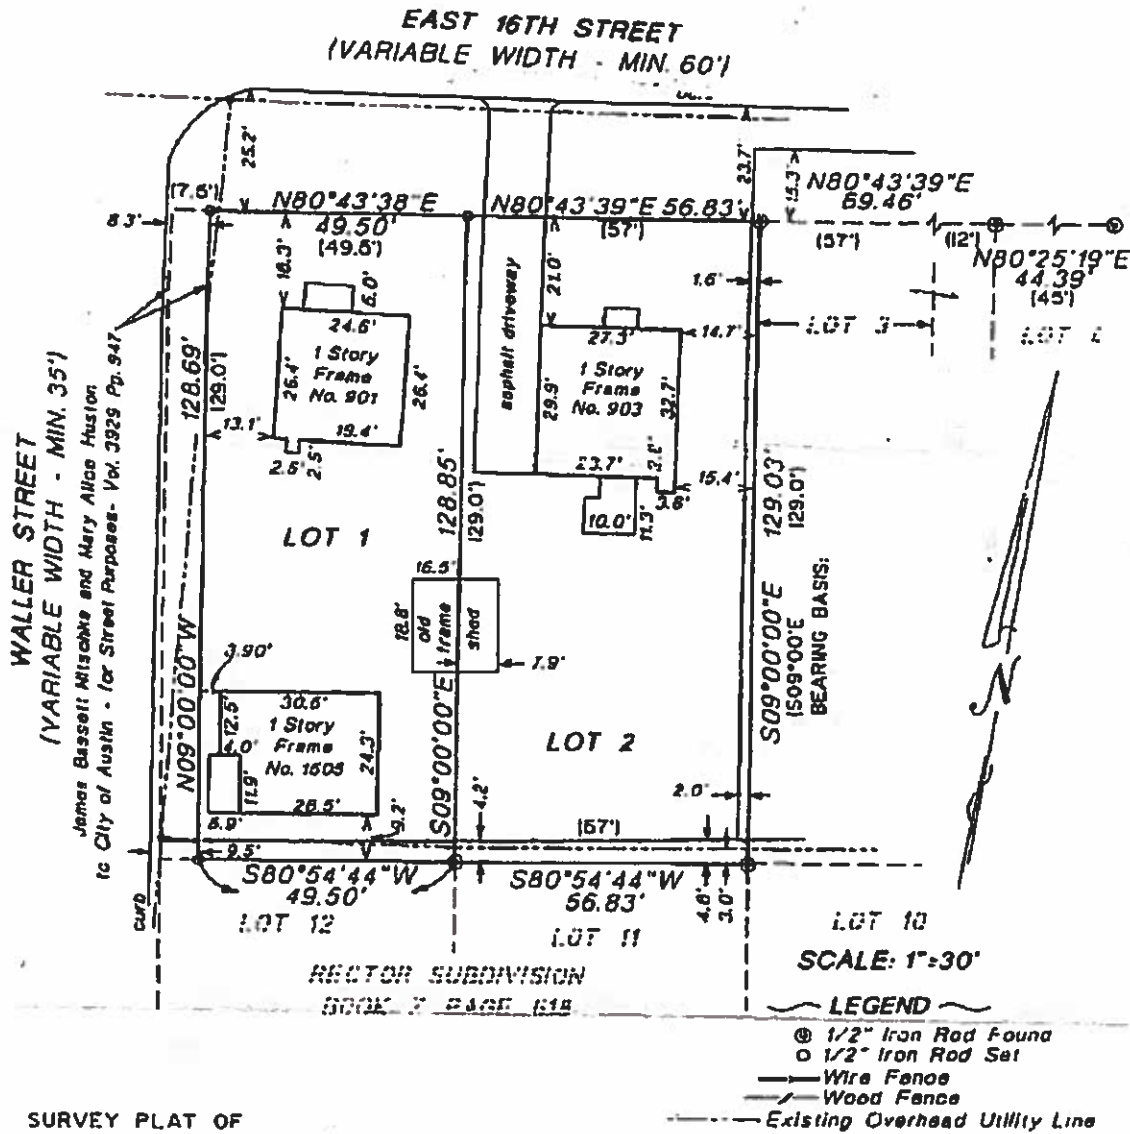 EAST 16TH STREET
(VARIABLE WIDTH - MIN. 60')
25.2'
23.7'
15.3'
(7.5')
8.3'
N80°43'38"E
49.50'
(49.5')
N80°43'39"E 56.83'
(57')
N80°43'39"E
69.46'
(57')
(12')
N80°25'19"E
44.39'
(45')
16.3'
6.0'
21.0'
1.6'
LOT 3
LOT
24.6'
1 Story
Frame
No. 901
26.4'
26.4'
19.4'
13.1'
2.5'
2.5'
asphalt driveway
27.3'
14.7'
1 Story
Frame
No. 903
29.9'
32.7'
23.7'
3.8'
15.4'
10.0'
11.3'
WALLER STREET
(VARIABLE WIDTH - MIN. 35')
James Bassett Nitschke and Mary Alice Huston
to City of Austin - for Street Purposes- Vol. 3929 Pg. 947
128.69'
(129.0')
N09°00'00"W
128.85'
(129.0')
S09°00'00"E
129.03'
(129.0')
S09°00'00"E
(S09°00'E
BEARING BASIS)
LOT 1
16.5'
18.8'
old frame shed
7.9'
LOT 2
N
3.90'
30.6'
12.5'
4.0'
1 Story
Frame
No. 1505
24.3'
11.9'
26.5'
5.9'
9.2'
4.2'
2.0'
(57')
9.5'
S80°54'44"W
49.50'
S80°54'44"W
56.83'
4.8'
3.0'
curb
LOT 12
LOT 11
LOT 10
RECTOR SUBDIVISION
BOOK PAGE
SCALE: 1"=30'
LEGEND
1/2" Iron Rod Found
1/2" Iron Rod Set
Wire Fence
Wood Fence
Existing Overhead Utility Line
SURVEY PLAT OF